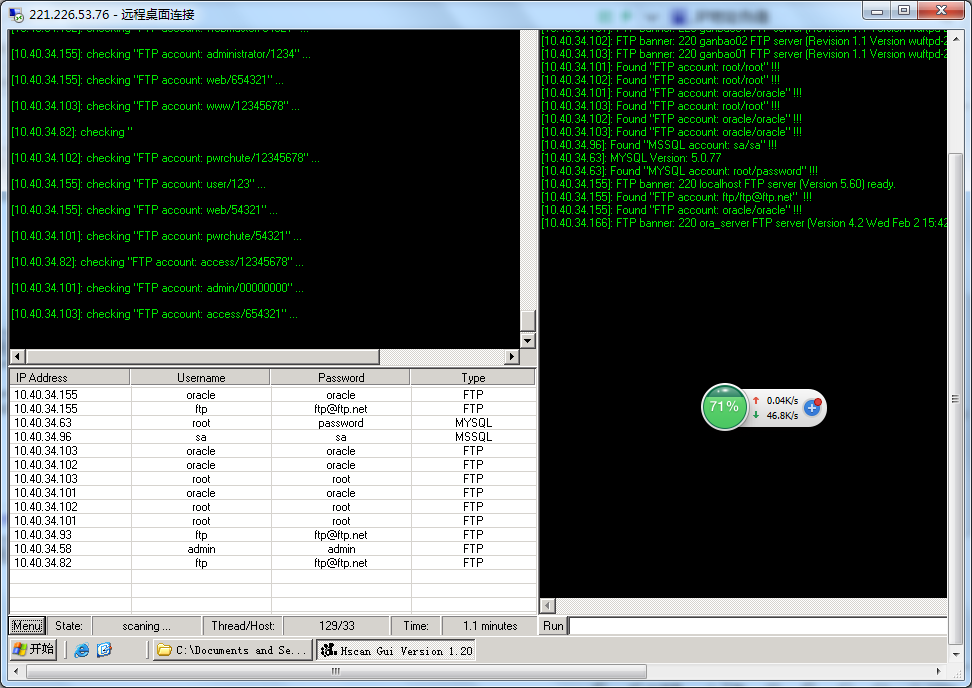 221.226.53.76 - 远程桌面连接
[10.40.34.155]: checking "FTP account: administrator/1234" ...
[10.40.34.155]: checking "FTP account: web/654321" ...
[10.40.34.103]: checking "FTP account: www/12345678" ...
[10.40.34.82]: checking "
[10.40.34.102]: checking "FTP account: pwrchute/12345678" ...
[10.40.34.155]: checking "FTP account: user/123" ...
[10.40.34.155]: checking "FTP account: web/54321" ...
[10.40.34.101]: checking "FTP account: pwrchute/54321" ...
[10.40.34.82]: checking "FTP account: access/12345678" ...
[10.40.34.101]: checking "FTP account: admin/00000000" ...
[10.40.34.103]: checking "FTP account: access/654321" ...
[10.40.34.102]: FTP banner: 220 ganbao02 FTP server (Revision 1.1 Version wuftpd-2
[10.40.34.103]: FTP banner: 220 ganbao01 FTP server (Revision 1.1 Version wuftpd-2
[10.40.34.101]: Found "FTP account: root/root" !!!
[10.40.34.102]: Found "FTP account: root/root" !!!
[10.40.34.101]: Found "FTP account: oracle/oracle" !!!
[10.40.34.103]: Found "FTP account: root/root" !!!
[10.40.34.102]: Found "FTP account: oracle/oracle" !!!
[10.40.34.103]: Found "FTP account: oracle/oracle" !!!
[10.40.34.96]: Found "MSSQL account: sa/sa" !!!
[10.40.34.63]: MYSQL Version: 5.0.77
[10.40.34.63]: Found "MYSQL account: root/password" !!!
[10.40.34.155]: FTP banner: 220 localhost FTP server (Version 5.60) ready.
[10.40.34.155]: Found "FTP account: ftp/ftp@ftp.net" !!!
[10.40.34.155]: Found "FTP account: oracle/oracle" !!!
[10.40.34.166]: FTP banner: 220 ora_server FTP server (Version 4.2 Wed Feb 2 15:42
IP Address Username Password Type
10.40.34.155 oracle oracle FTP
10.40.34.155 ftp ftp@ftp.net FTP
10.40.34.63 root password MYSQL
10.40.34.96 sa sa MSSQL
10.40.34.103 oracle oracle FTP
10.40.34.102 oracle oracle FTP
10.40.34.103 root root FTP
10.40.34.101 oracle oracle FTP
10.40.34.102 root root FTP
10.40.34.101 root root FTP
10.40.34.93 ftp ftp@ftp.net FTP
10.40.34.58 admin admin FTP
10.40.34.82 ftp ftp@ftp.net FTP
71% 0.04K/s
46.8K/s
Menu State: scaning ... Thread/Host: 129/33 Time: 1.1 minutes Run
开始 C:\Documents and Se... Hscan Gui Version 1.20